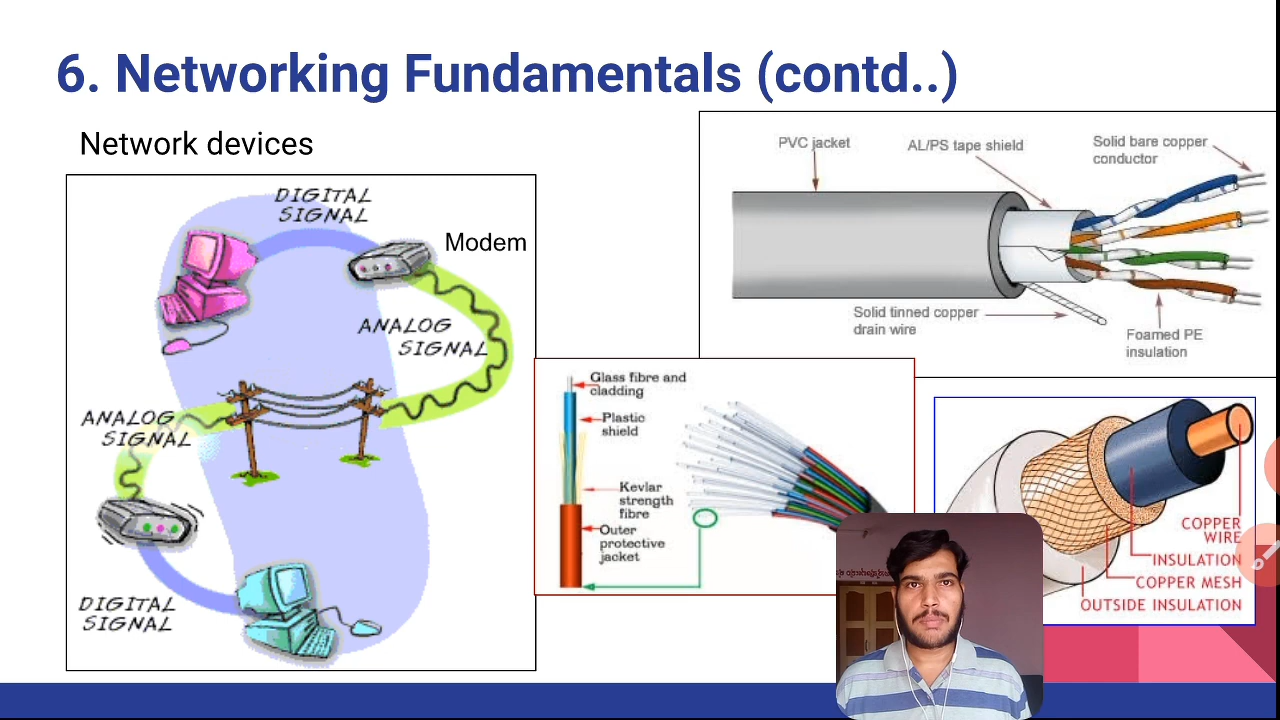 6. Networking Fundamentals (contd..)
Network devices
DIGITAL
SIGNAL
Modem
ANALOG
SIGNAL
ANALOG
SIGNAL
DIGITAL
SIGNAL
PVC jacket
AL/PS tape shield
Solid bare copper
conductor
Solid tinned copper
drain wire
Foamed PE
insulation
Glass fibre and
cladding
Plastic
shield
Kevlar
strength
fibre
Outer
protective
jacket
COPPER
WIRE
INSULATION
COPPER MESH
OUTSIDE INSULATION